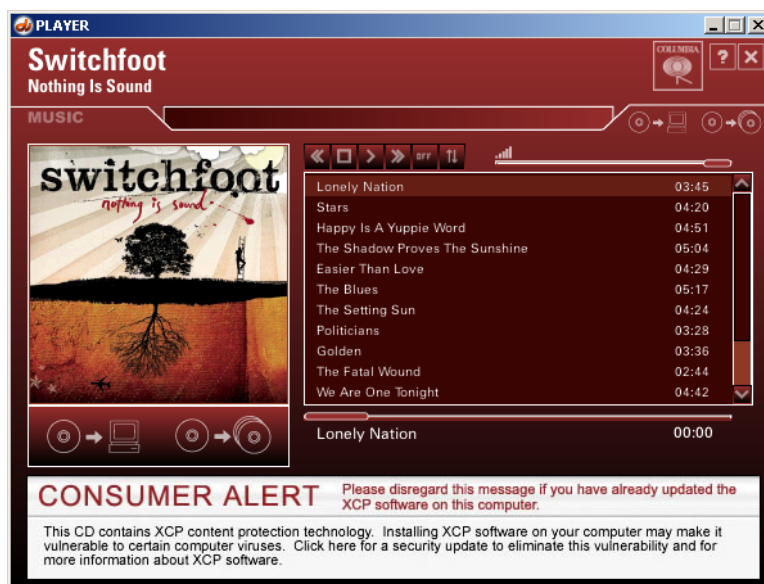 PLAYER
Switchfoot
Nothing Is Sound
COLUMBIA
?
MUSIC
switchfoot
nothing is sound
OFF
Lonely Nation 03:45
Stars 04:20
Happy Is A Yuppie Word 04:51
The Shadow Proves The Sunshine 05:04
Easier Than Love 04:29
The Blues 05:17
The Setting Sun 04:24
Politicians 03:28
Golden 03:36
The Fatal Wound 02:44
We Are One Tonight 04:42
Lonely Nation 00:00
CONSUMER ALERT
Please disregard this message if you have already updated the
XCP software on this computer.
This CD contains XCP content protection technology. Installing XCP software on your computer may make it
vulnerable to certain computer viruses. Click here for a security update to eliminate this vulnerability and for
more information about XCP software.